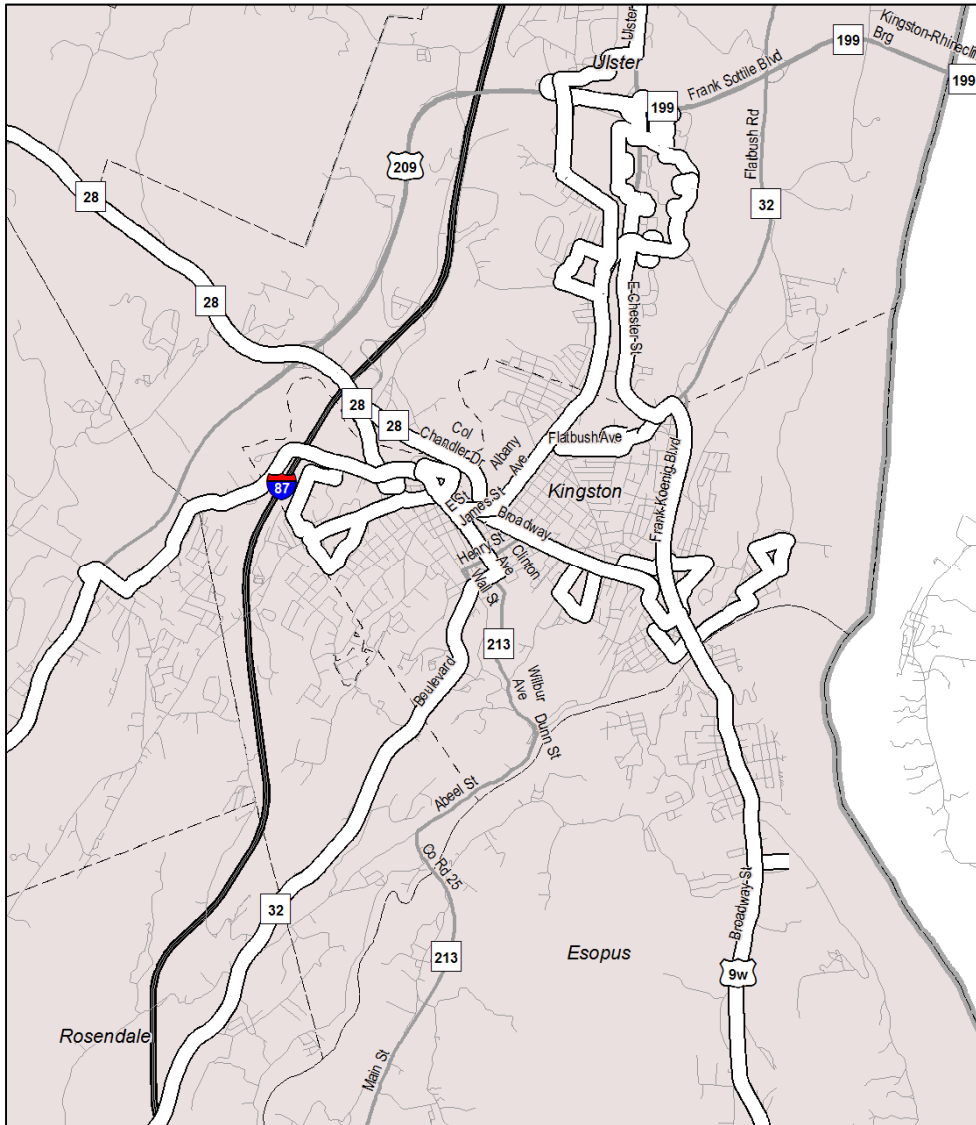 Ulster
Kingston-Rhinecliff
Brg
199
Ulster
Frank Sottile Blvd
199
199
209
Flatbush Rd
28
32
28
E-Chester-St
28
28
Col
Chandler Dr
Albany
Ave
Flatbush/Ave
87
Kingston
James St
Broadway
Frank-Koenig-Blvd
Henry St
Clinton
Ave
Wall St
213
Boulevard
Wilbur
Ave
Dunn St
Abeel St
Co Rd 25
32
Broadway-St
213
Esopus
9w
Rosendale
Main St